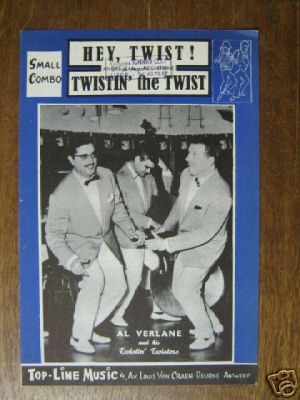 SMALL
COMBO
HEY, TWIST!
TWISTIN' the TWIST
AL VERLANE
and his
Twistin' Twisters
TOP-LINE MUSIC 4, AV. LOUIS VAN CRAEN DEURNE-ANTWERP